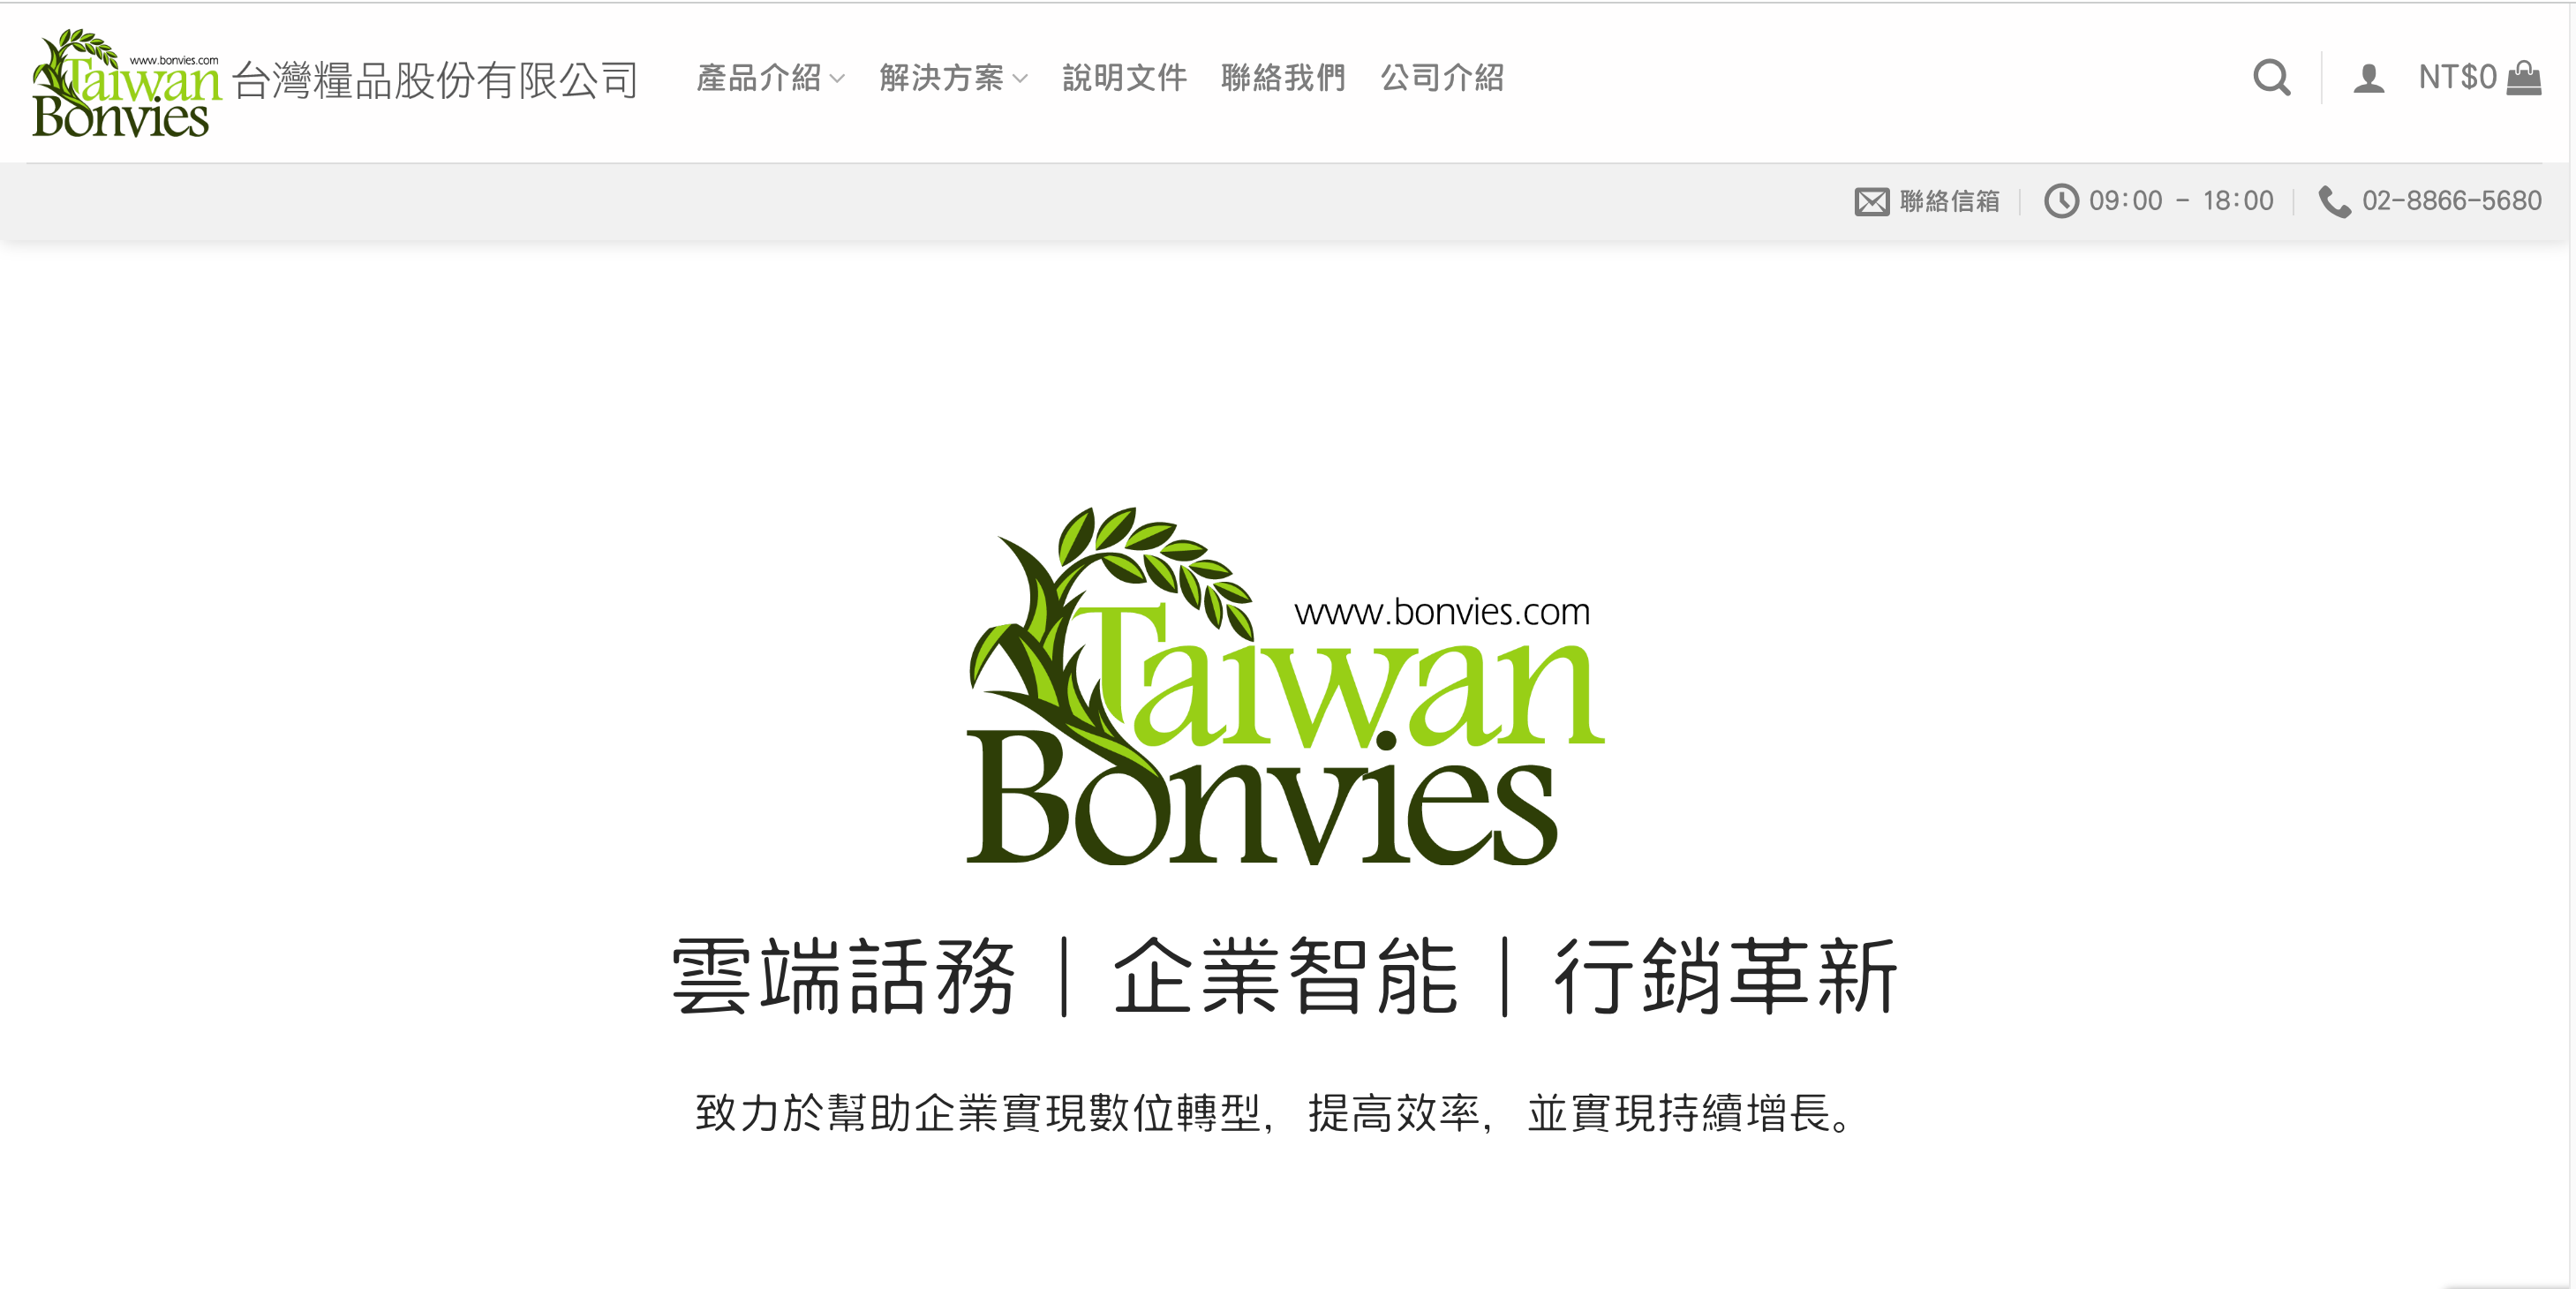 www.bonvies.com
Taiwan
Bonvies
台灣糧品股份有限公司
產品介紹
解決方案
說明文件
聯絡我們
公司介紹
NT$0
聯絡信箱
09:00 - 18:00
02-8866-5680
www.bonvies.com
Taiwan
Bonvies
雲端話務｜企業智能｜行銷革新
致力於幫助企業實現數位轉型，提高效率，並實現持續增長。